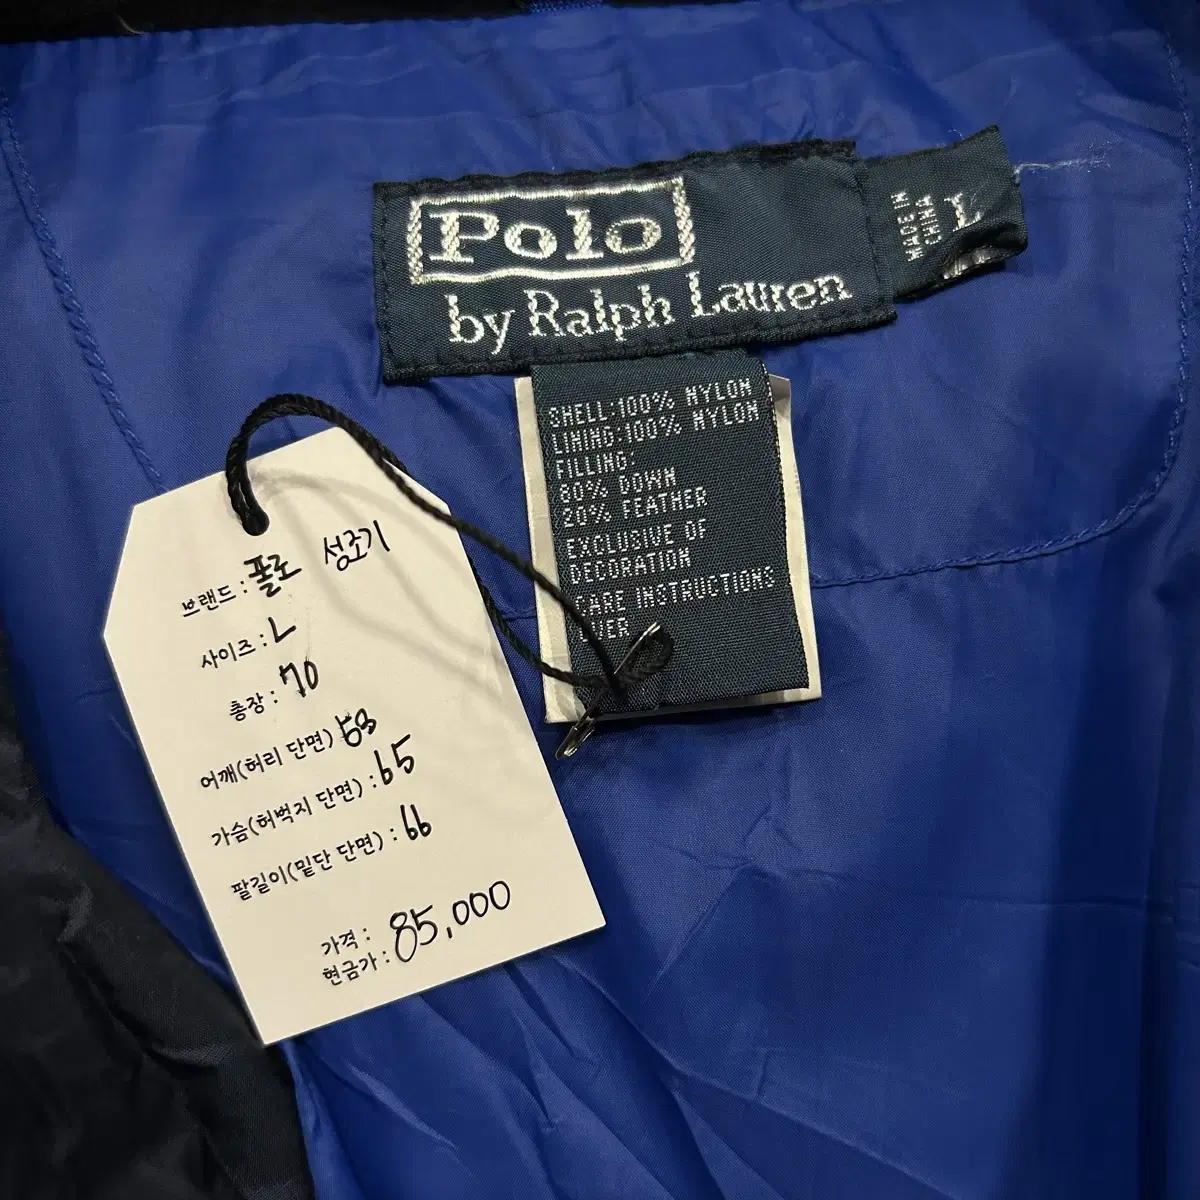 Polo
by Ralph Lauren
MADE IN
CHINA
L
SHELL:100% NYLON
LINING:100% NYLON
FILLING:
80% DOWN
20% FEATHER
EXCLUSIVE OF
DECORATION
CARE INSTRUCTIONS
OVER
브랜드 : 폴로 성조기
사이즈 : L
총장 : 70
어깨(허리 단면) 58
가슴(허벅지 단면) : 65
팔길이(밑단 단면) : 66
가격 :
현금가 : 85,000